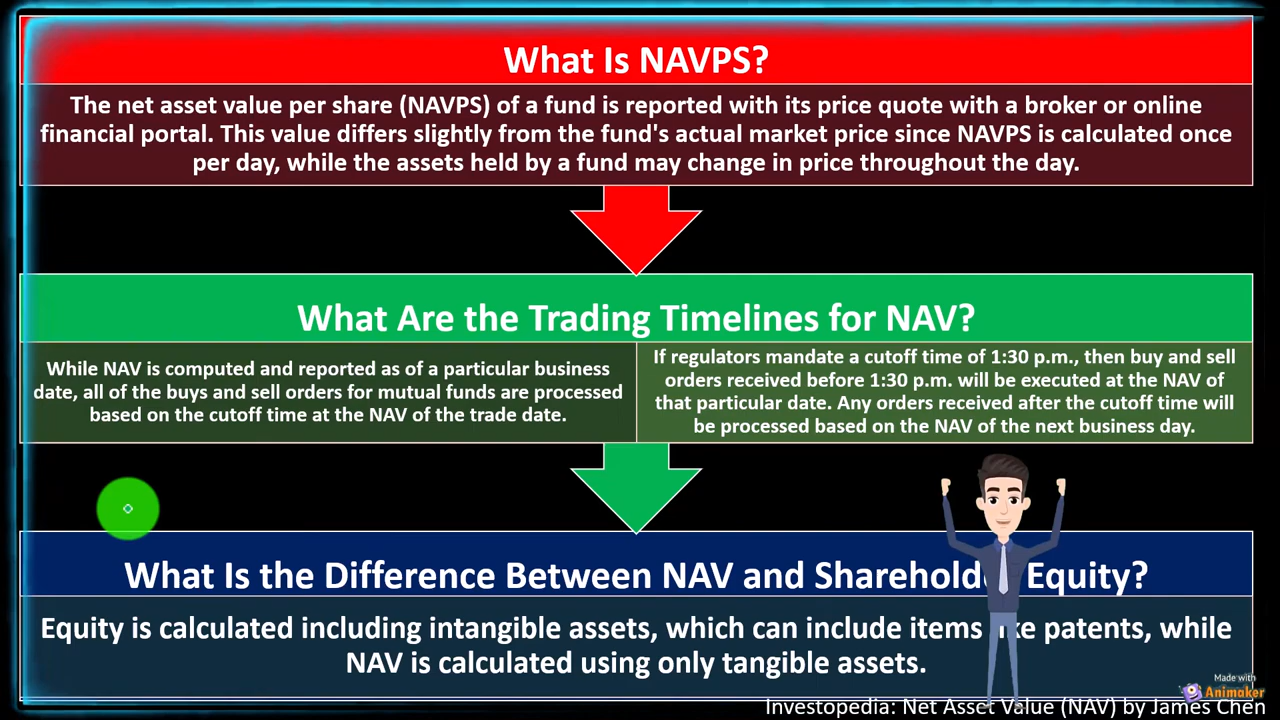 What Is NAVPS?
The net asset value per share (NAVPS) of a fund is reported with its price quote with a broker or online
financial portal. This value differs slightly from the fund's actual market price since NAVPS is calculated once
per day, while the assets held by a fund may change in price throughout the day.
What Are the Trading Timelines for NAV?
While NAV is computed and reported as of a particular business
date, all of the buys and sell orders for mutual funds are processed
based on the cutoff time at the NAV of the trade date.
If regulators mandate a cutoff time of 1:30 p.m., then buy and sell
orders received before 1:30 p.m. will be executed at the NAV of
that particular date. Any orders received after the cutoff time will
be processed based on the NAV of the next business day.
What Is the Difference Between NAV and Shareholder Equity?
Equity is calculated including intangible assets, which can include items like patents, while
NAV is calculated using only tangible assets.
Made with
Animaker
Investopedia: Net Asset Value (NAV) by James Chen